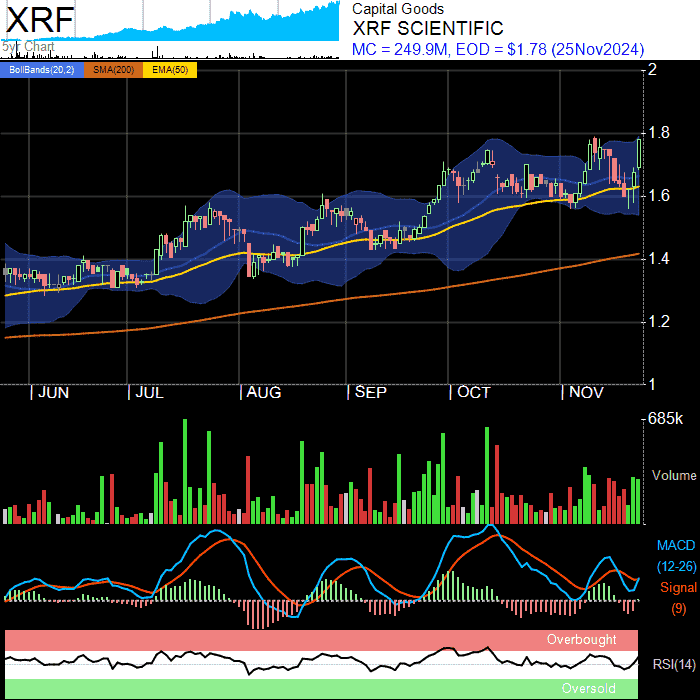 XRF
5yr Chart
Capital Goods
XRF SCIENTIFIC
MC = 249.9M, EOD = $1.78 (25Nov2024)
BollBands(20,2) SMA(200) EMA(50)
2
1.8
1.6
1.4
1.2
1
JUN JUL AUG SEP OCT NOV
685k
Volume
MACD
(12-26)
Signal
(9)
Overbought
RSI(14)
Oversold